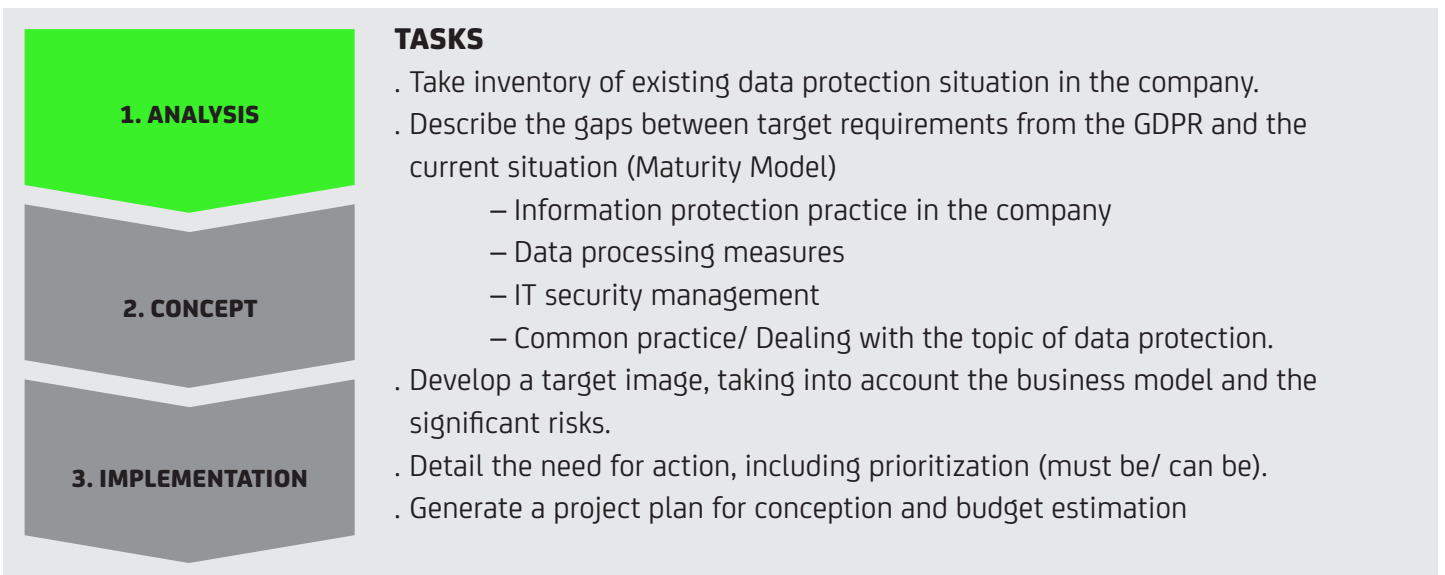 1. ANALYSIS
2. CONCEPT
3. IMPLEMENTATION
TASKS
. Take inventory of existing data protection situation in the company.
. Describe the gaps between target requirements from the GDPR and the
current situation (Maturity Model)
– Information protection practice in the company
– Data processing measures
– IT security management
– Common practice/ Dealing with the topic of data protection.
. Develop a target image, taking into account the business model and the
significant risks.
. Detail the need for action, including prioritization (must be/ can be).
. Generate a project plan for conception and budget estimation